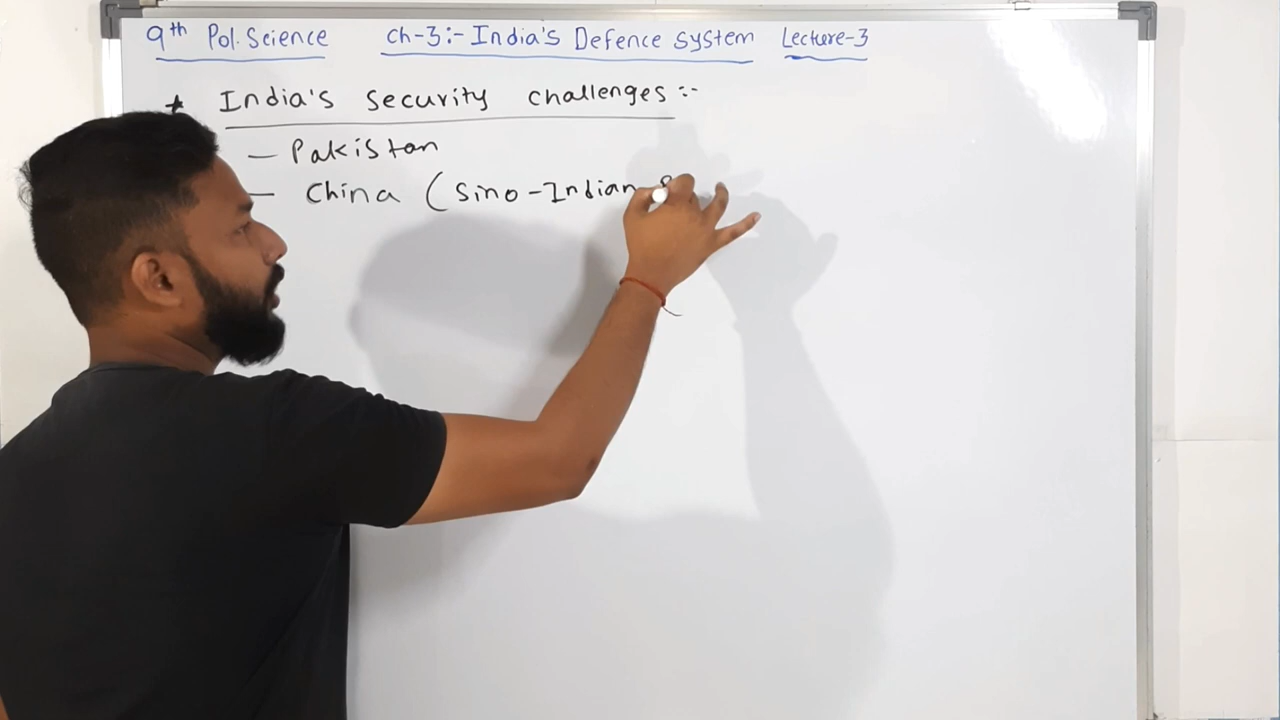 9th Pol. Science Ch-3:- India's Defence system Lecture-3
★ India's security challenges :-
— Pakistan
— China (Sino-Indian